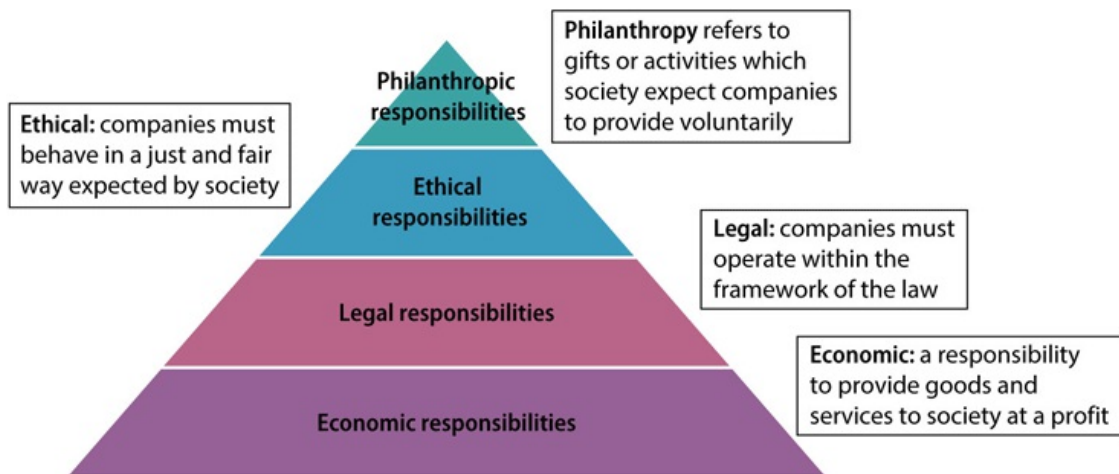 Philanthropy refers to
gifts or activities which
society expect companies
to provide voluntarily
Philanthropic
responsibilities
Ethical: companies must
behave in a just and fair
way expected by society
Ethical
responsibilities
Legal: companies must
operate within the
framework of the law
Legal responsibilities
Economic: a responsibility
to provide goods and
services to society at a profit
Economic responsibilities